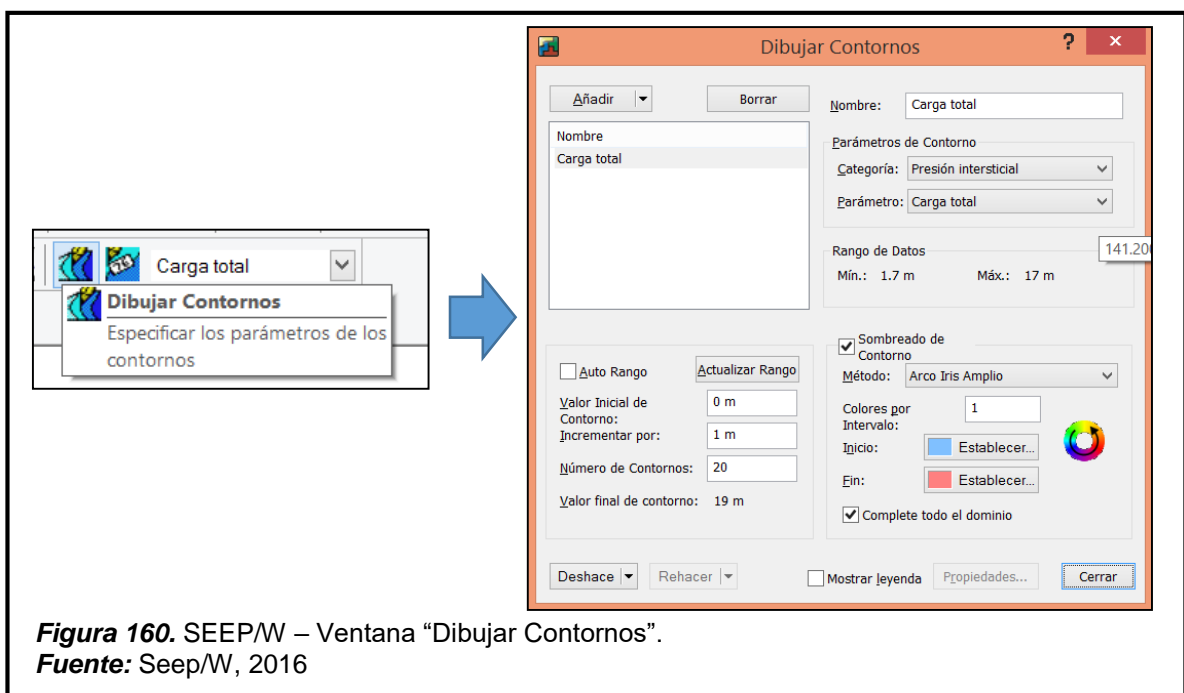 Carga total
Dibujar Contornos
Especificar los parámetros de los
contornos
Dibujar Contornos
?
×
Añadir
Borrar
Nombre
Carga total
Nombre:
Carga total
Parámetros de Contorno
Categoría:
Presión intersticial
Parámetro:
Carga total
Rango de Datos
Mín.: 1.7 m
Máx.: 17 m
141.20
Auto Rango
Actualizar Rango
Valor Inicial de
Contorno:
0 m
Incrementar por:
1 m
Número de Contornos:
20
Valor final de contorno:
19 m
Sombreado de
Contorno
Método:
Arco Iris Amplio
Colores por
Intervalo:
1
Inicio:
Establecer...
Fin:
Establecer...
Complete todo el dominio
Deshace
Rehacer
Mostrar leyenda
Propiedades...
Cerrar
Figura 160. SEEP/W – Ventana “Dibujar Contornos”.
Fuente: Seep/W, 2016